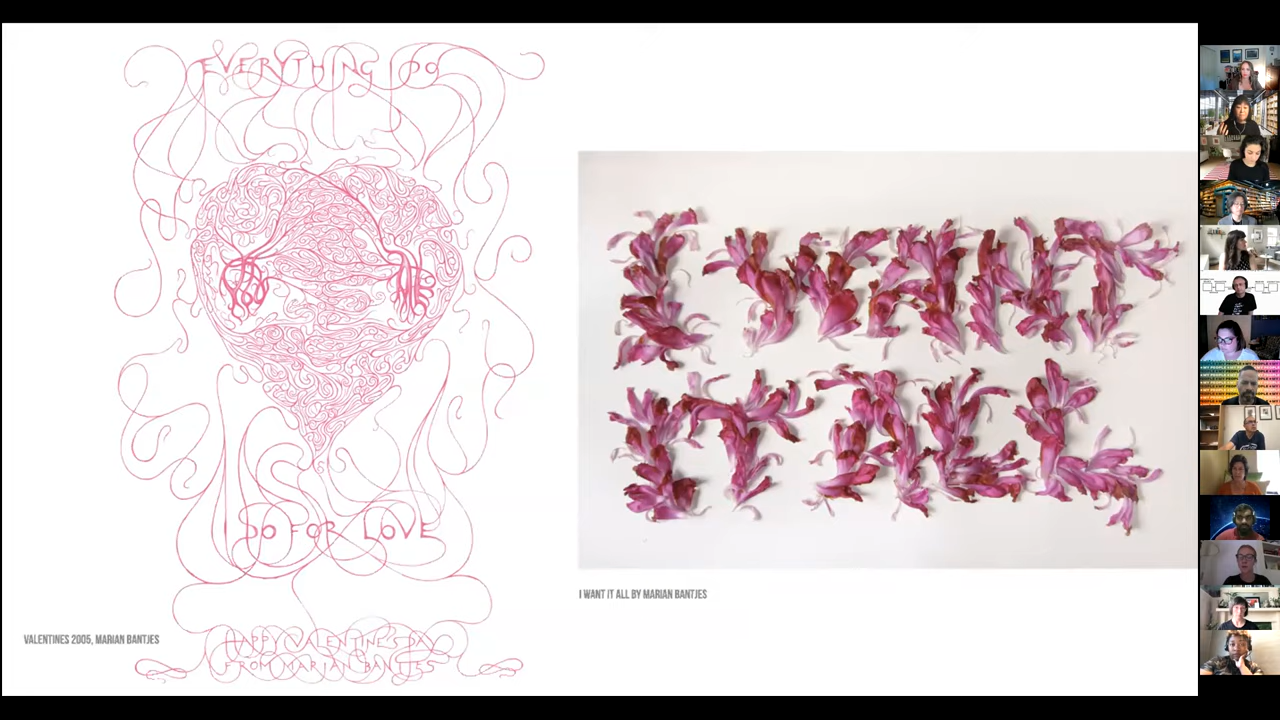 EVERYTHING I DO
I DO FOR LOVE
HAPPY VALENTINE'S DAY
FROM MARIAN BANTJES
VALENTINES 2005, MARIAN BANTJES
I WANT
IT ALL
I WANT IT ALL BY MARIAN BANTJES